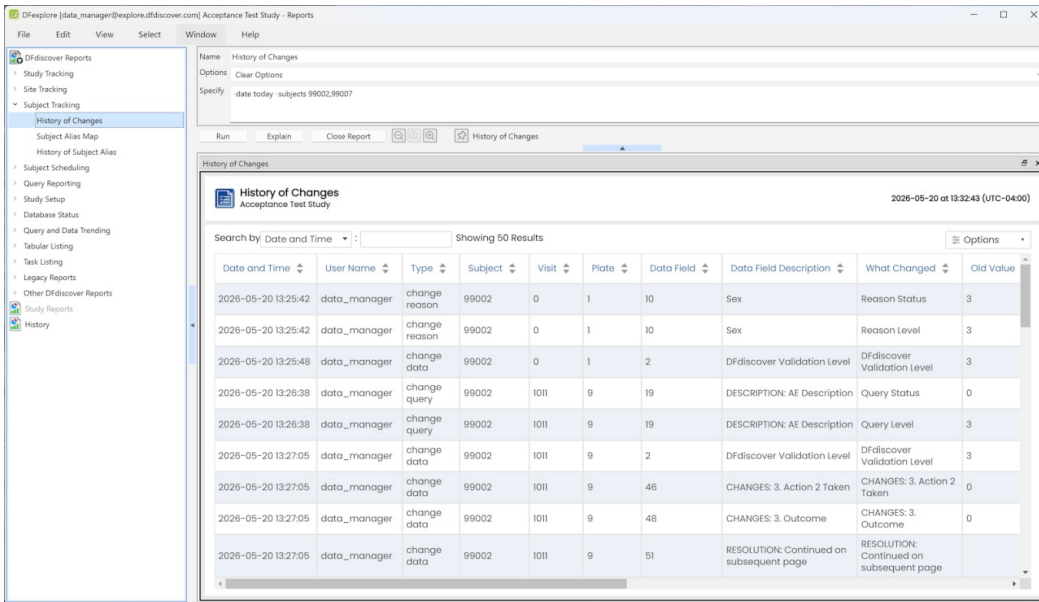 DFexplore [data_manager@explore.dfdiscover.com] Acceptance Test Study - Reports
File Edit View Select Window Help
DFdiscover Reports
Study Tracking
Site Tracking
Subject Tracking
History of Changes
Subject Alias Map
History of Subject Alias
Subject Scheduling
Query Reporting
Study Setup
Database Status
Query and Data Trending
Tabular Listing
Task Listing
Legacy Reports
Other DFdiscover Reports
Study Reports
History
Name History of Changes
Options Clear Options
Specify -date today -subjects 99002,99007
Run Explain Close Report History of Changes
History of Changes
History of Changes
Acceptance Test Study
2026-05-20 at 13:32:43 (UTC-04:00)
Search by Date and Time : Showing 50 Results Options
Date and Time User Name Type Subject Visit Plate Data Field Data Field Description What Changed Old Value
2026-05-20 13:25:42 data_manager change reason 99002 0 1 10 Sex Reason Status 3
2026-05-20 13:25:42 data_manager change reason 99002 0 1 10 Sex Reason Level 3
2026-05-20 13:25:48 data_manager change data 99002 0 1 2 DFdiscover Validation Level DFdiscover Validation Level 3
2026-05-20 13:26:38 data_manager change query 99002 1011 9 19 DESCRIPTION: AE Description Query Status 0
2026-05-20 13:26:38 data_manager change query 99002 1011 9 19 DESCRIPTION: AE Description Query Level 3
2026-05-20 13:27:05 data_manager change data 99002 1011 9 2 DFdiscover Validation Level DFdiscover Validation Level 3
2026-05-20 13:27:05 data_manager change data 99002 1011 9 46 CHANGES: 3. Action 2 Taken CHANGES: 3. Action 2 Taken 0
2026-05-20 13:27:05 data_manager change data 99002 1011 9 48 CHANGES: 3. Outcome CHANGES: 3. Outcome 0
2026-05-20 13:27:05 data_manager change data 99002 1011 9 51 RESOLUTION: Continued on subsequent page RESOLUTION: Continued on subsequent page 0